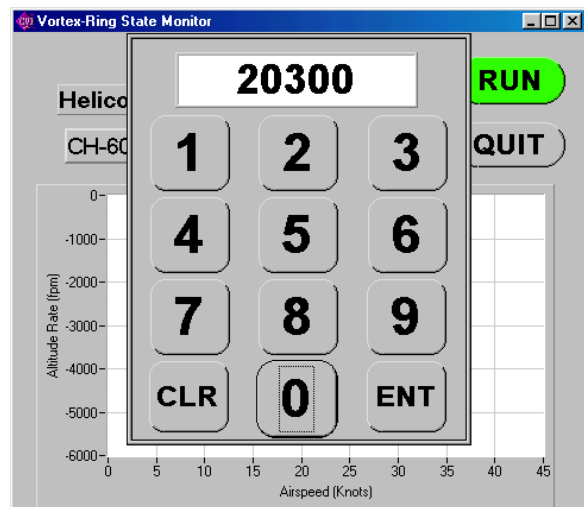 CVI Vortex-Ring State Monitor
20300
Helico
RUN
CH-60
QUIT
1 2 3
4 5 6
7 8 9
CLR 0 ENT
Altitude Rate (fpm)
0
-1000
-2000
-3000
-4000
-5000
-6000
0 5 10 15 20 25 30 35 40 45
Airspeed (Knots)